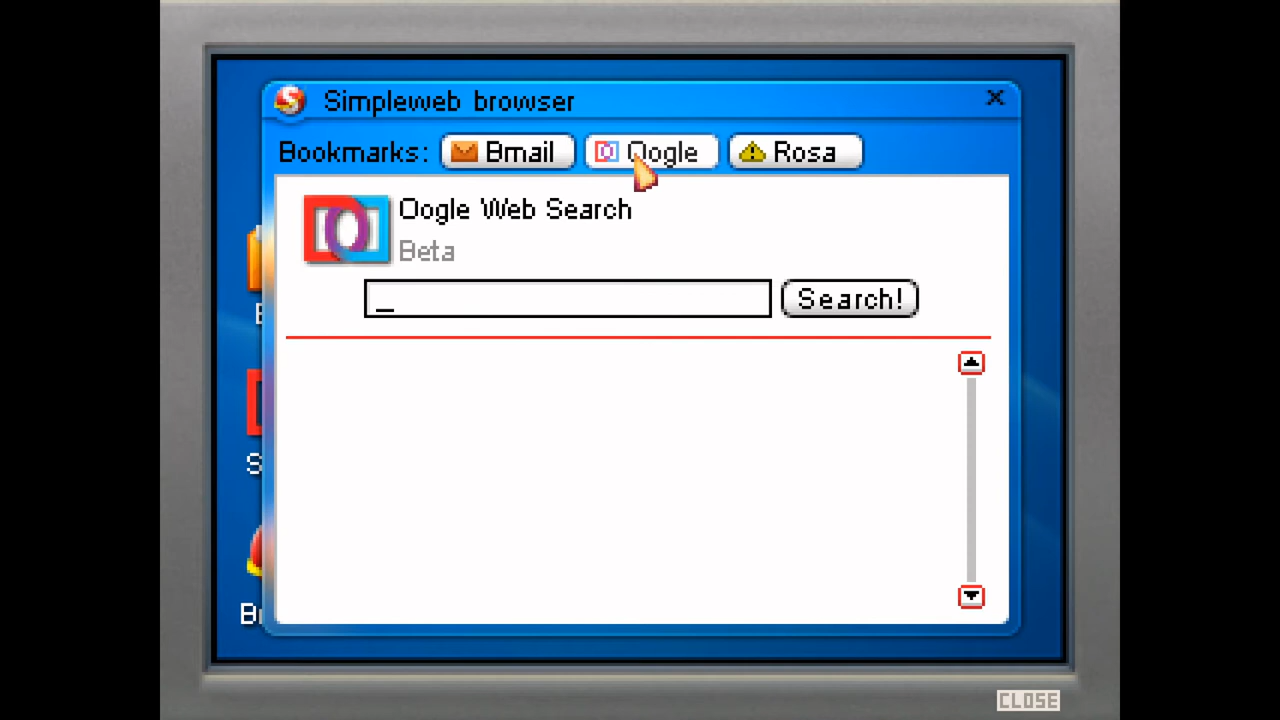 Simpleweb browser
Bookmarks: Bmail Oogle Rosa
Oogle Web Search
Beta
_ Search!
CLOSE